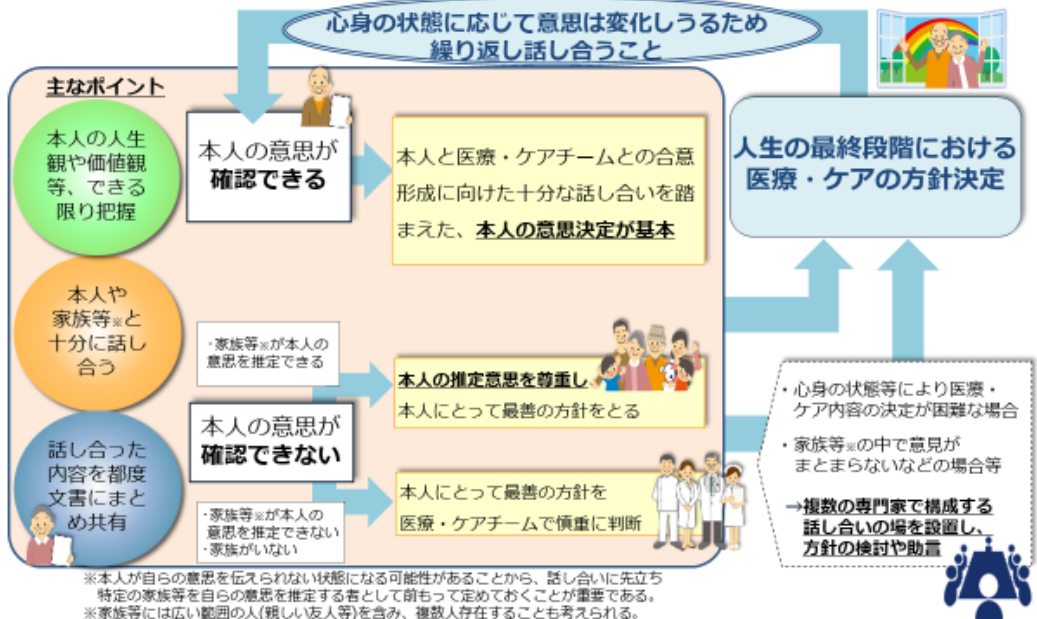 心身の状態に応じて意思は変化しうるため
繰り返し話し合うこと
主なポイント
本人の人生
観や価値観
等、できる
限り把握
本人や
家族等※と
十分に話し
合う
話し合った
内容を都度
文書にまと
め共有
本人の意思が
確認できる
本人と医療・ケアチームとの合意
形成に向けた十分な話し合いを踏
まえた、本人の意思決定が基本
人生の最終段階における
医療・ケアの方針決定
・家族等※が本人の
意思を推定できる
本人の意思が
確認できない
・家族等※が本人の
意思を推定できない
・家族がいない
本人の推定意思を尊重し
本人にとって最善の方針をとる
本人にとって最善の方針を
医療・ケアチームで慎重に判断
・心身の状態等により医療・
ケア内容の決定が困難な場合
・家族等※の中で意見が
まとまらないなどの場合等
→複数の専門家で構成する
話し合いの場を設置し、
方針の検討や助言
※本人が自らの意思を伝えられない状態になる可能性があることから、話し合いに先立ち
特定の家族等を自らの意思を推定する者として前もって定めておくことが重要である。
※家族等には広い範囲の人(親しい友人等)を含み、複数人存在することも考えられる。